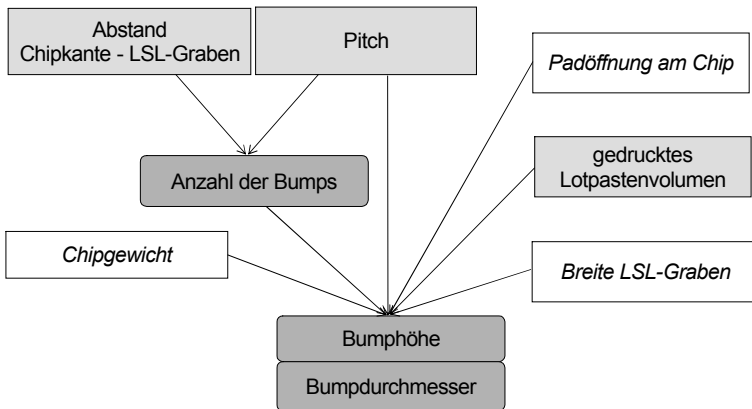 Abstand
Chipkante - LSL-Graben
Pitch
Padöffnung am Chip
gedrucktes
Lotpastenvolumen
Anzahl der Bumps
Chipgewicht
Breite LSL-Graben
Bumphöhe
Bumpdurchmesser